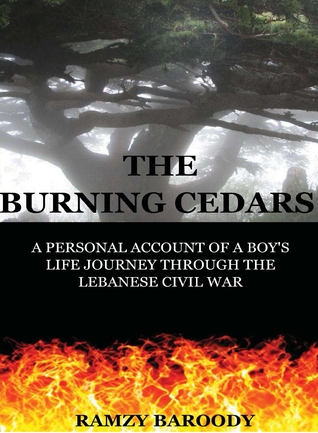 THE
BURNING CEDARS
A PERSONAL ACCOUNT OF A BOY'S
LIFE JOURNEY THROUGH THE
LEBANESE CIVIL WAR
RAMZY BAROODY